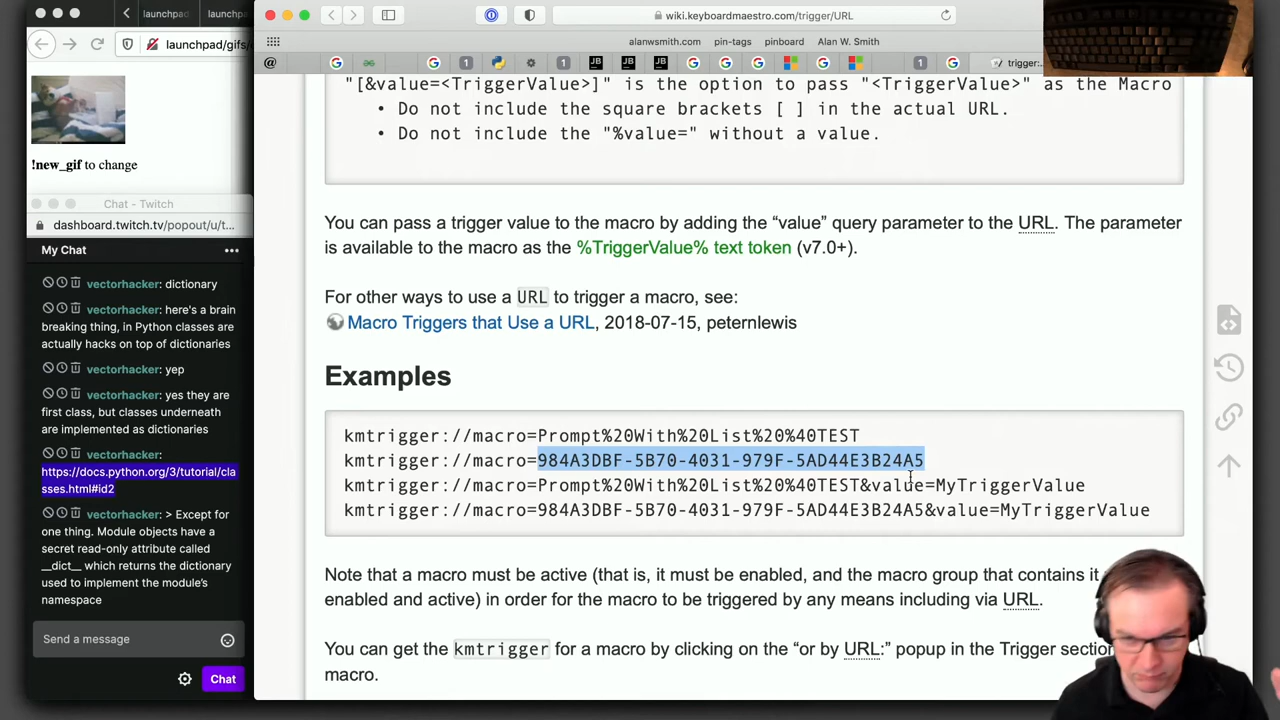 launchpad
launchpad
launchpad/gifs/
!new_gif to change
Chat - Twitch
dashboard.twitch.tv/popout/u/t...
My Chat
vectorhacker: dictionary
vectorhacker: here's a brain
breaking thing, in Python classes are
actually hacks on top of dictionaries
vectorhacker: yep
vectorhacker: yes they are
first class, but classes underneath
are implemented as dictionaries
vectorhacker:
https://docs.python.org/3/tutorial/cla
sses.html#id2
vectorhacker: > Except for
one thing. Module objects have a
secret read-only attribute called
__dict__ which returns the dictionary
used to implement the module's
namespace
Send a message
Chat
wiki.keyboardmaestro.com/trigger/URL
alanwsmith.com pin-tags pinboard Alan W. Smith
trigger:...
"[&value=<TriggerValue>]" is the option to pass "<TriggerValue>" as the Macro
• Do not include the square brackets [ ] in the actual URL.
• Do not include the "%value=" without a value.
You can pass a trigger value to the macro by adding the “value” query parameter to the URL. The parameter
is available to the macro as the %TriggerValue% text token (v7.0+).
For other ways to use a URL to trigger a macro, see:
Macro Triggers that Use a URL, 2018-07-15, peternlewis
Examples
kmtrigger://macro=Prompt%20With%20List%20%40TEST
kmtrigger://macro=984A3DBF-5B70-4031-979F-5AD44E3B24A5
kmtrigger://macro=Prompt%20With%20List%20%40TEST&value=MyTriggerValue
kmtrigger://macro=984A3DBF-5B70-4031-979F-5AD44E3B24A5&value=MyTriggerValue
Note that a macro must be active (that is, it must be enabled, and the macro group that contains it
enabled and active) in order for the macro to be triggered by any means including via URL.
You can get the kmtrigger for a macro by clicking on the “or by URL:” popup in the Trigger section
macro.